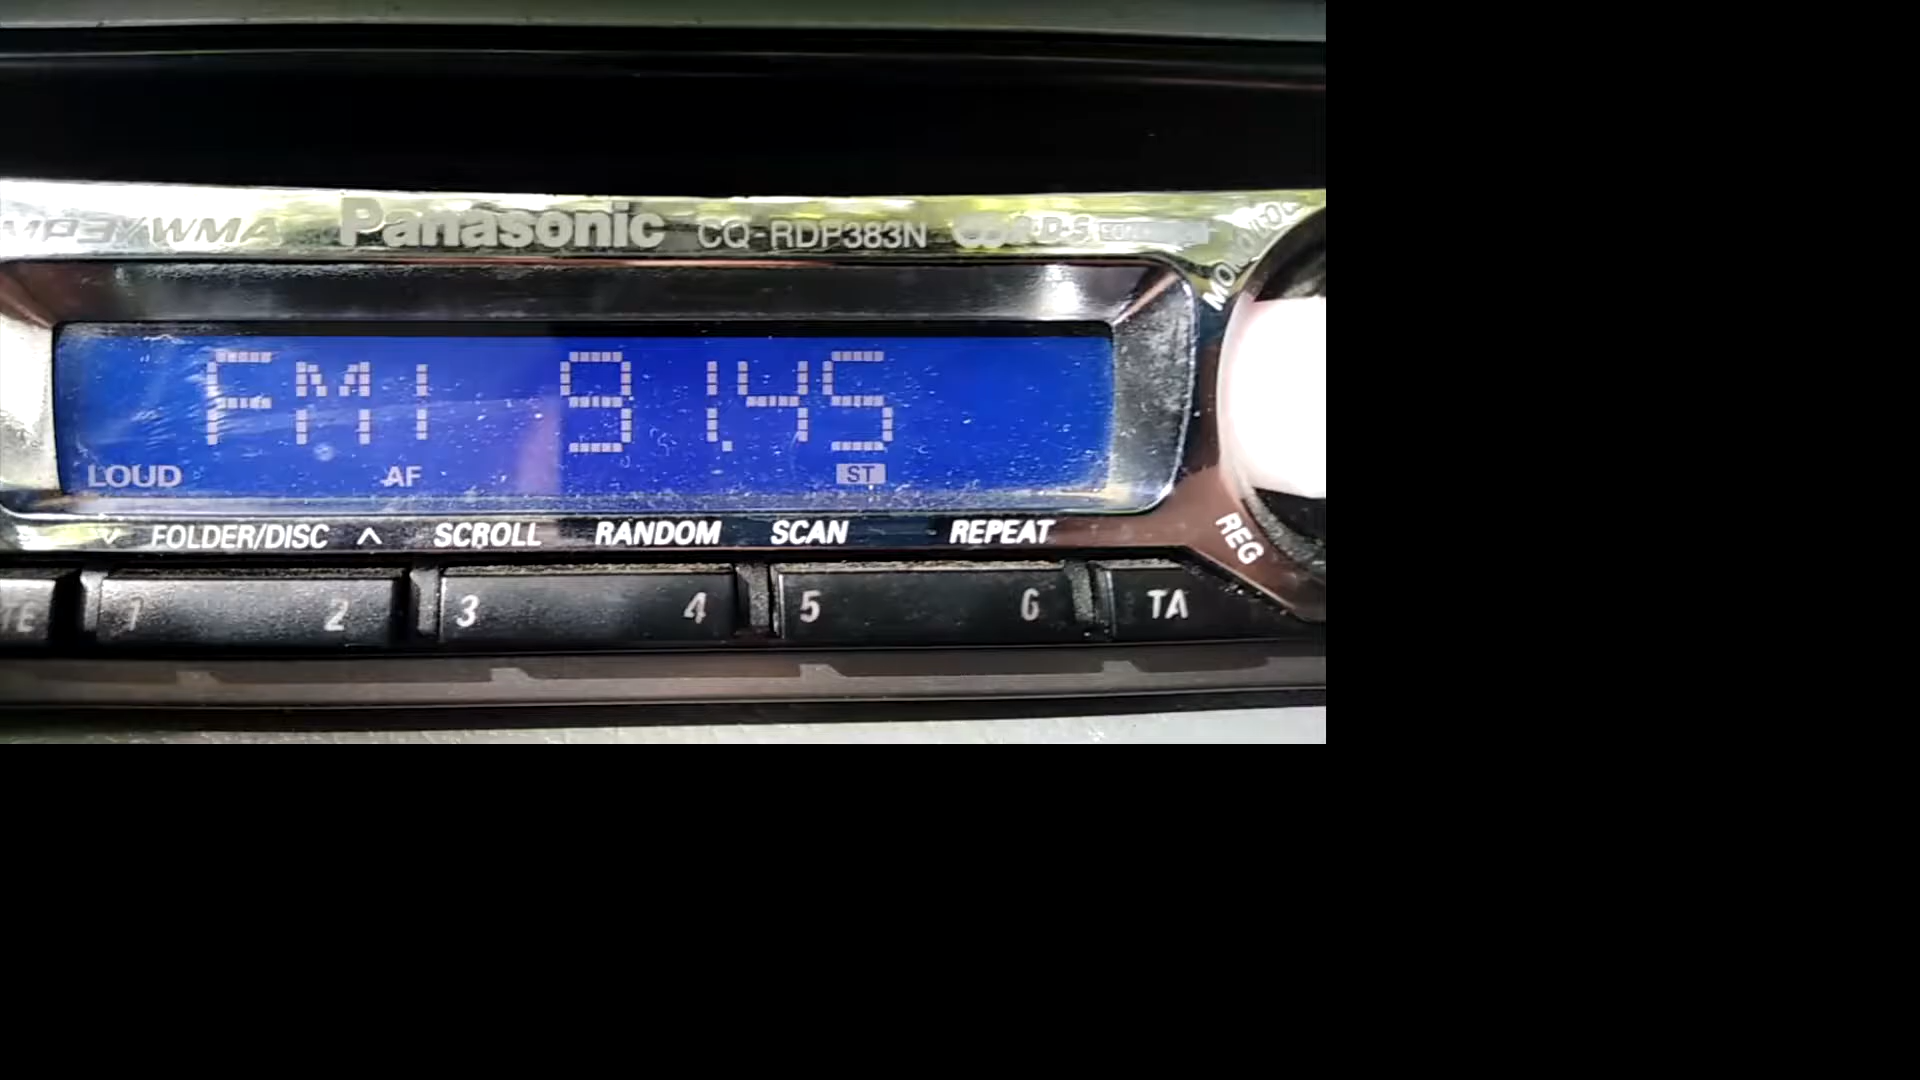 MP3/WMA Panasonic CQ-RDP383N R·D·S
FM1 91.45
LOUD AF ST
FOLDER/DISC SCROLL RANDOM SCAN REPEAT REG
1 2 3 4 5 6 TA